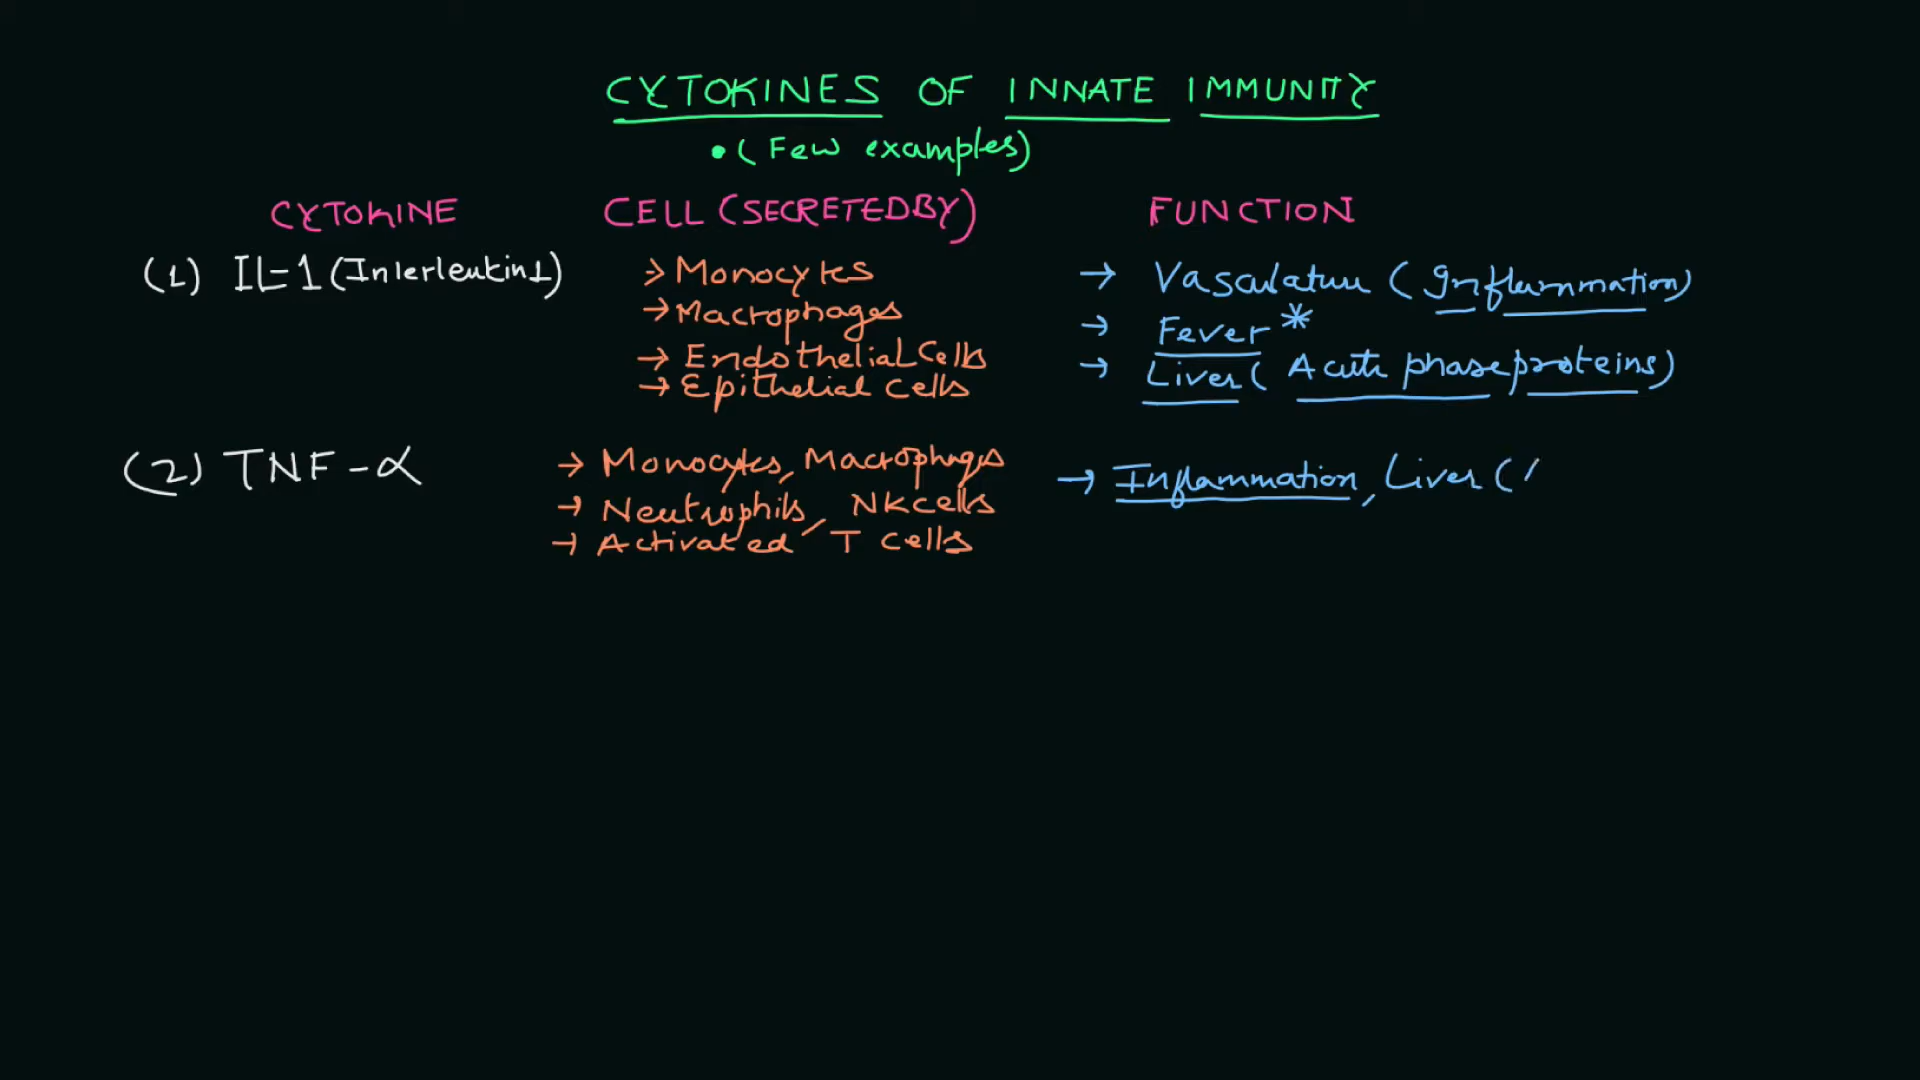 CYTOKINES OF INNATE IMMUNITY
• (Few examples)
CYTOKINE CELL (SECRETED BY) FUNCTION
(1) IL-1 (Interleukin 1) → Monocytes → Vasculature (Inflammation)
→ Macrophages → Fever *
→ Endothelial Cells → Liver ( Acute phase proteins)
→ Epithelial cells
(2) TNF-α → Monocytes, Macrophages → Inflammation, Liver (
→ Neutrophils, NK cells
→ Activated T cells